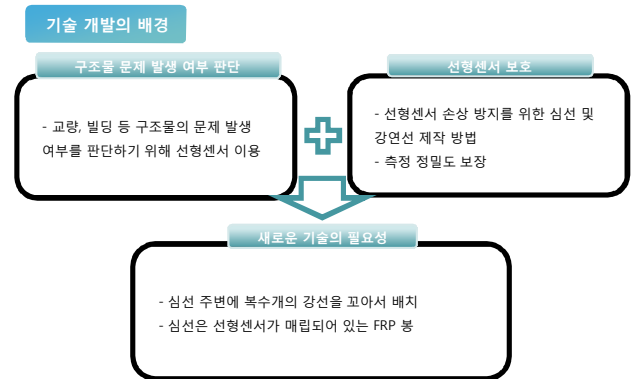 기술 개발의 배경
구조물 문제 발생 여부 판단
- 교량, 빌딩 등 구조물의 문제 발생
여부를 판단하기 위해 선형센서 이용
선형센서 보호
- 선형센서 손상 방지를 위한 심선 및
강연선 제작 방법
- 측정 정밀도 보장
새로운 기술의 필요성
- 심선 주변에 복수개의 강선을 꼬아서 배치
- 심선은 선형센서가 매립되어 있는 FRP 봉